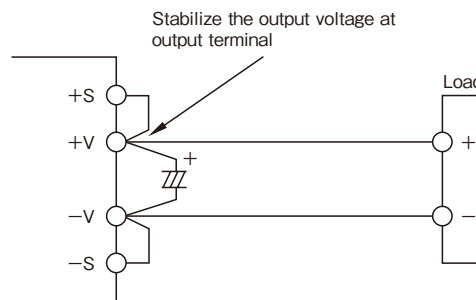 Stabilize the output voltage at
output terminal
Load
+S
+V
+
+
−V
−
−S